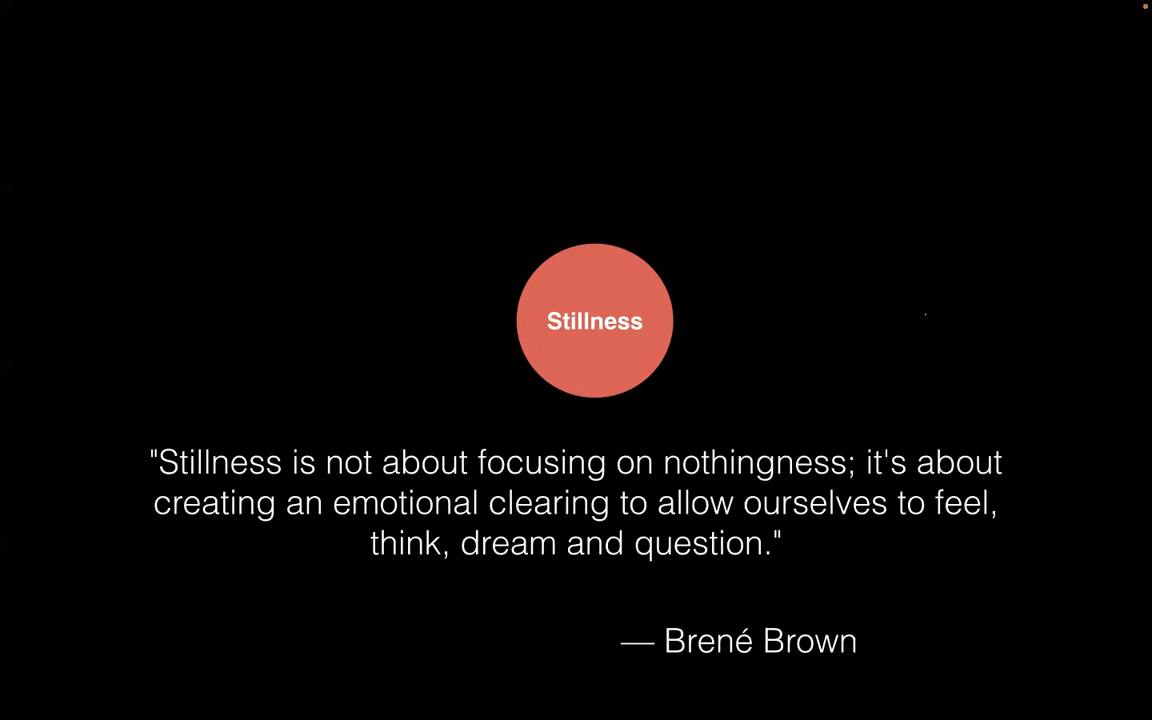 Stillness
"Stillness is not about focusing on nothingness; it's about
creating an emotional clearing to allow ourselves to feel,
think, dream and question."
— Brené Brown